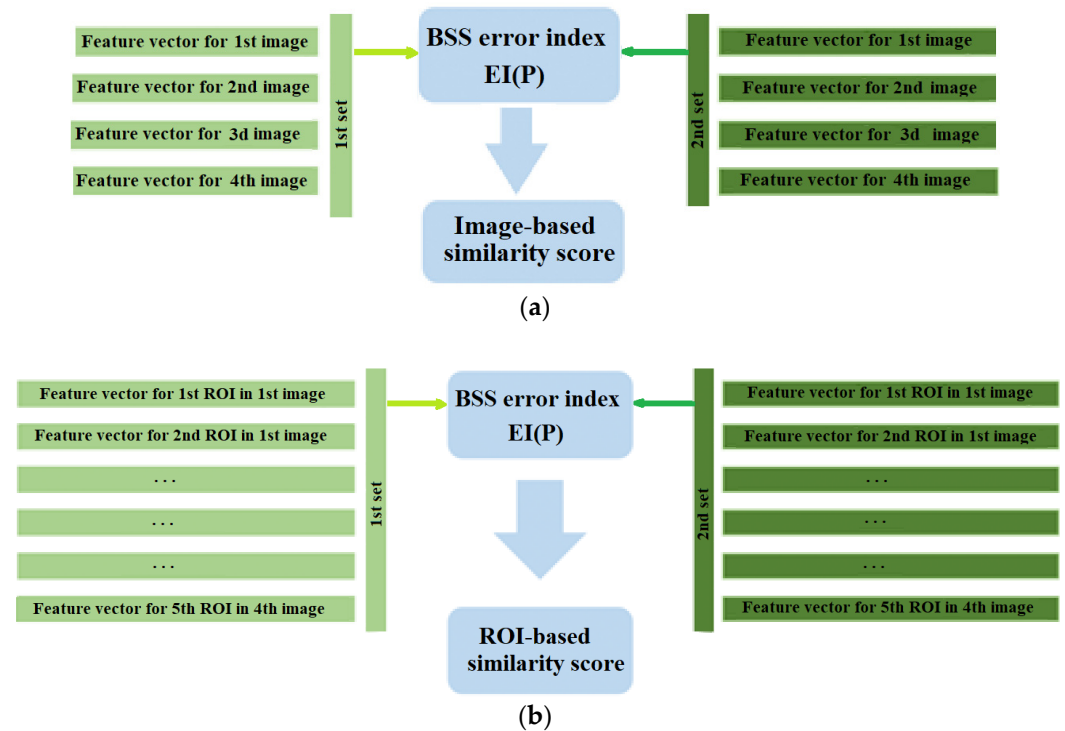 Feature vector for 1st image
Feature vector for 2nd image
Feature vector for 3d image
Feature vector for 4th image
1st set
BSS error index
EI(P)
Image-based
similarity score
2nd set
Feature vector for 1st image
Feature vector for 2nd image
Feature vector for 3d image
Feature vector for 4th image
(a)
Feature vector for 1st ROI in 1st image
Feature vector for 2nd ROI in 1st image
. . .
. . .
. . .
Feature vector for 5th ROI in 4th image
1st set
BSS error index
EI(P)
ROI-based
similarity score
2nd set
Feature vector for 1st ROI in 1st image
Feature vector for 2nd ROI in 1st image
. . .
. . .
. . .
Feature vector for 5th ROI in 4th image
(b)